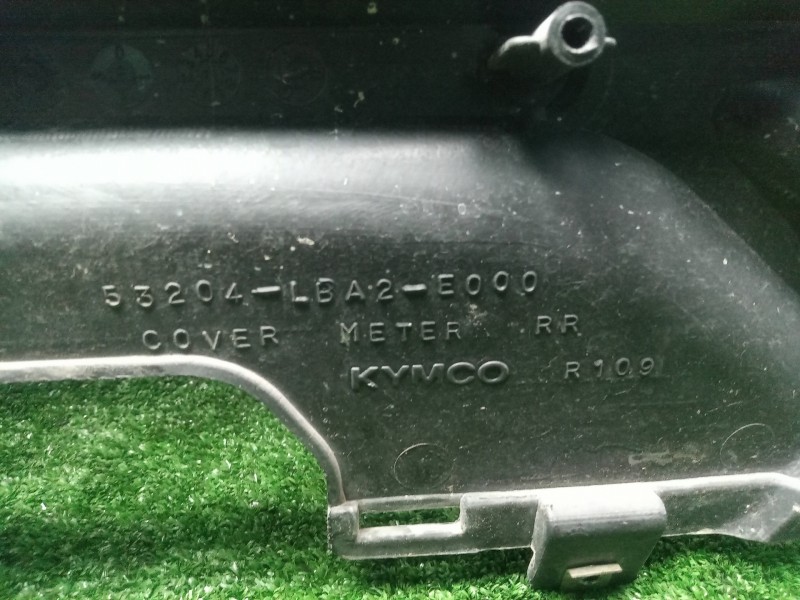 53204-LBA2-E000
COVER METER RR
KYMCO R109